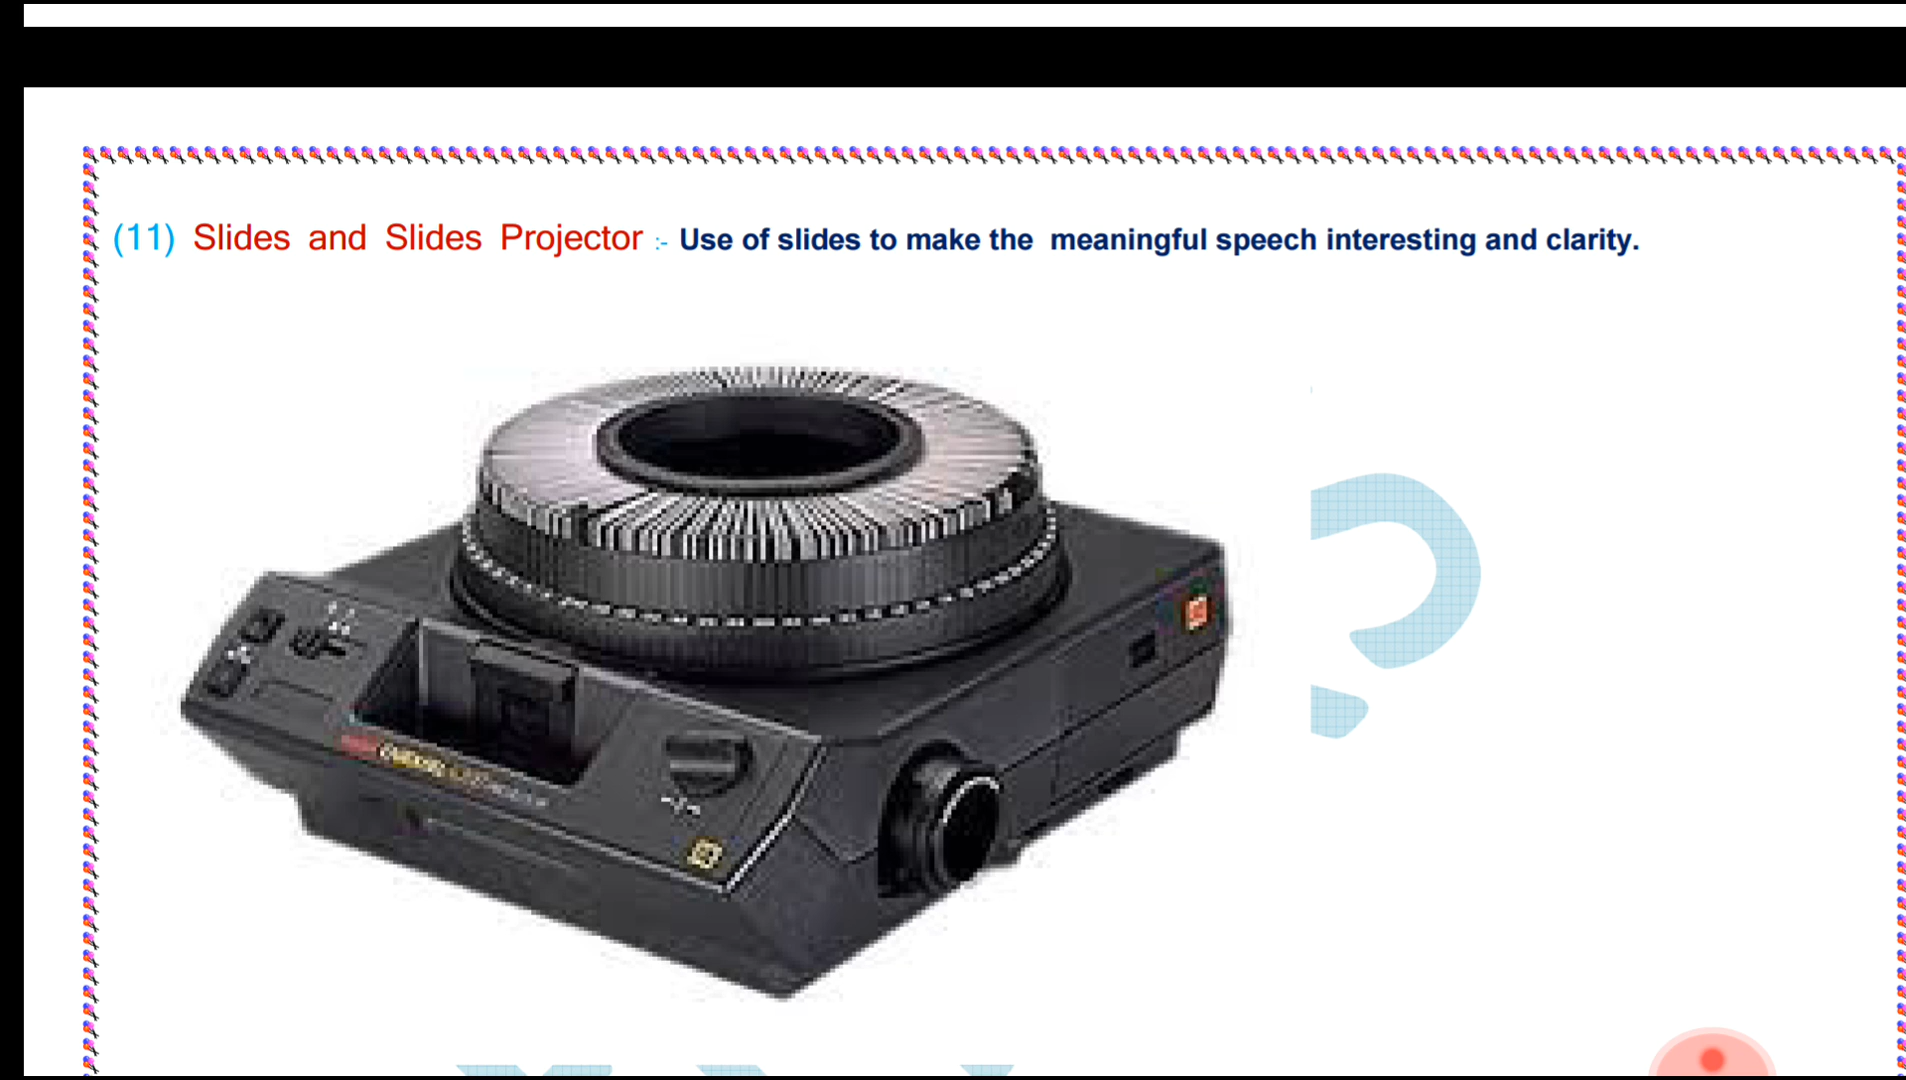 (11) Slides and Slides Projector :- Use of slides to make the meaningful speech interesting and clarity.